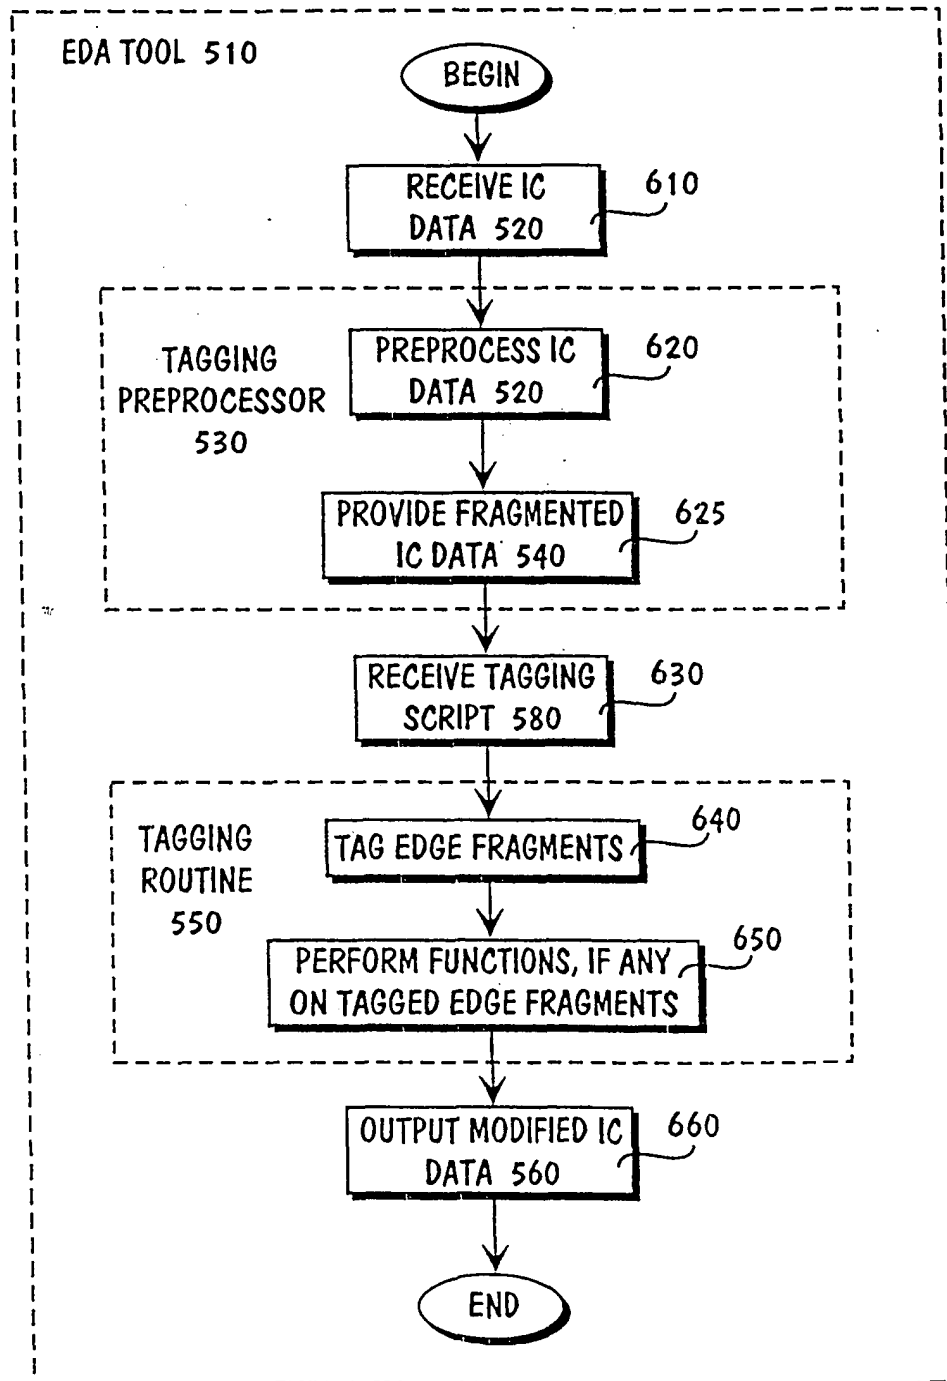 EDA TOOL 510
BEGIN
RECEIVE IC
DATA 520
610
TAGGING
PREPROCESSOR
530
PREPROCESS IC
DATA 520
620
PROVIDE FRAGMENTED
IC DATA 540
625
RECEIVE TAGGING
SCRIPT 580
630
TAGGING
ROUTINE
550
TAG EDGE FRAGMENTS
640
PERFORM FUNCTIONS, IF ANY
ON TAGGED EDGE FRAGMENTS
650
OUTPUT MODIFIED IC
DATA 560
660
END